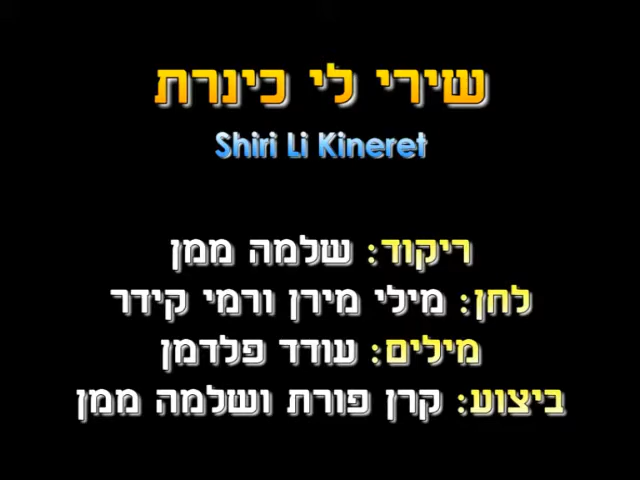 שירי לי כינרת
Shiri Li Kineret
ריקוד: שלמה ממן
לחן: מילי מירן ורמי קידר
מילים: עודד פלדמן
ביצוע: קרן פורת ושלמה ממן